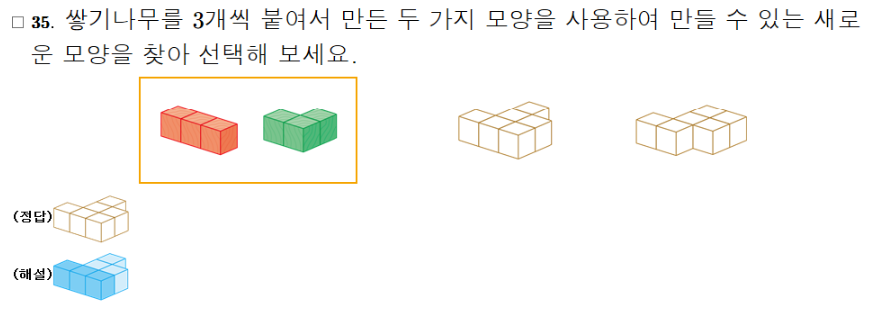 □ 35. 쌓기나무를 3개씩 붙여서 만든 두 가지 모양을 사용하여 만들 수 있는 새로
운 모양을 찾아 선택해 보세요.
(정답)
(해설)